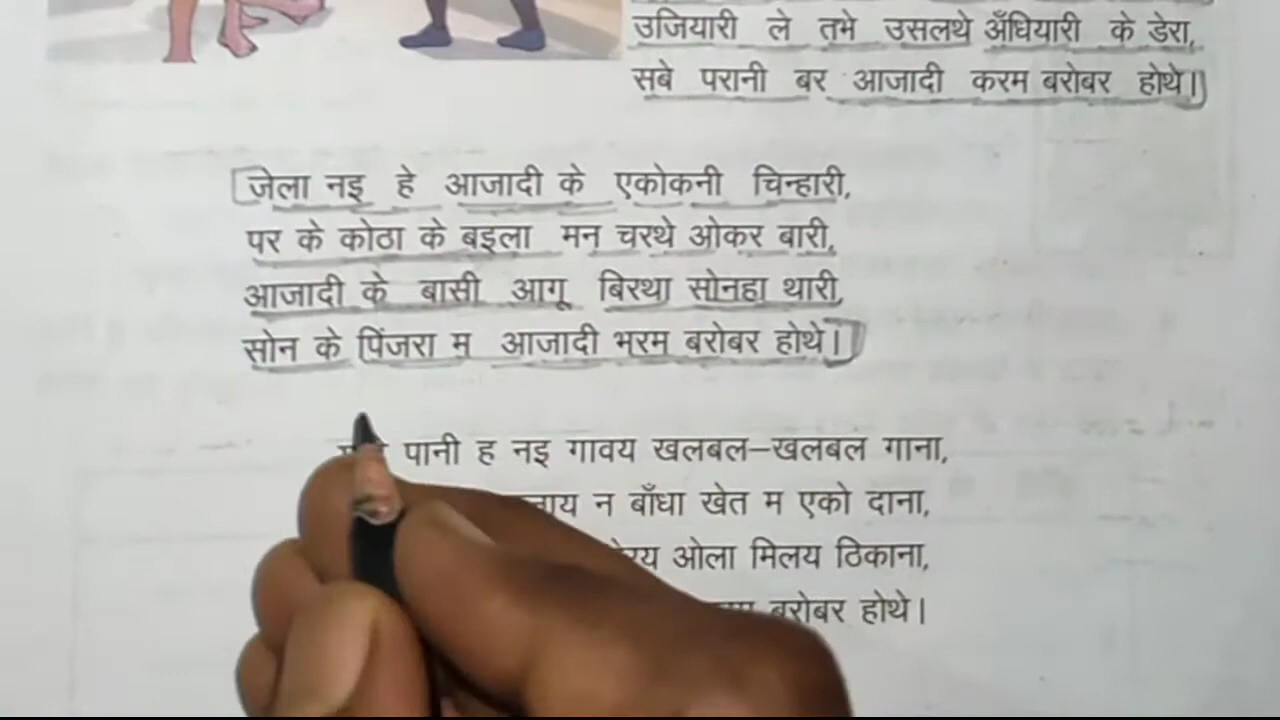 उजियारी ले तभे उसलथे अँधियारी के डेरा,
सबे परानी बर आजादी करम बरोबर होथे।
जेला नइ हे आजादी के एकोकनी चिन्हारी,
पर के कोठा के बइला मन चरथे ओकर बारी,
आजादी के बासी आगू बिरथा सोनहा थारी,
सोन के पिंजरा म आजादी भरम बरोबर होथे।
पानी ह नइ गावय खलबल–खलबल गाना,
न बाँधा खेत म एको दाना,
ओला मिलय ठिकाना,
बरोबर होथे।